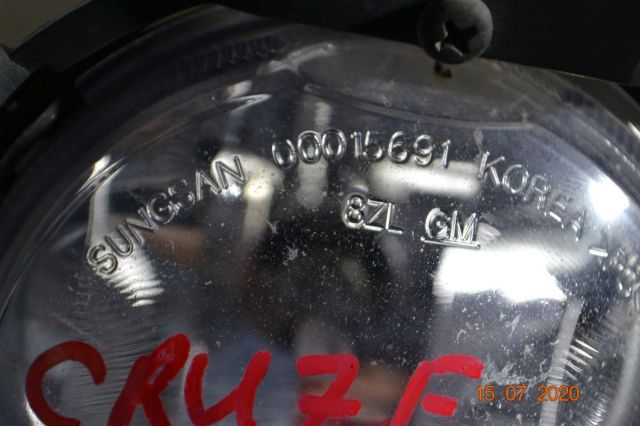 SUNGSAN 00015691 KOREA
8ZL GM
CRUZE
15 07 2020